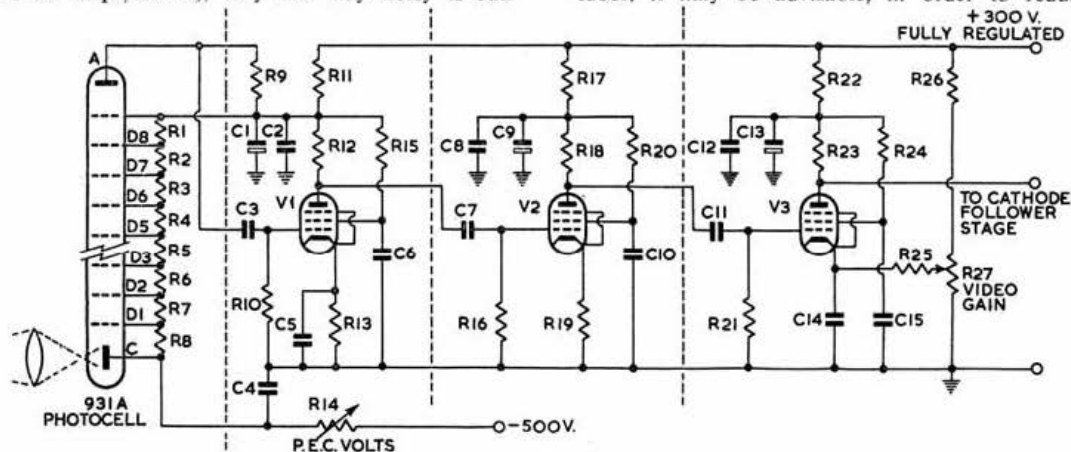 +300 V.
FULLY REGULATED
A
R9
R11
R17
R22
R26
D8
R1
C1
C2
R12
R15
C8
C9
R18
R20
C12
C13
R23
R24
D7
R2
D6
R3
V1
V2
V3
D5
R4
C3
C7
C11
TO CATHODE
FOLLOWER
STAGE
R5
D3
R6
C6
C10
R25
R27
VIDEO
GAIN
D2
R7
R10
D1
R8
C5
R13
R16
R19
R21
C14
C15
C
C4
931A
PHOTOCELL
R14
-500V.
P.E.C. VOLTS